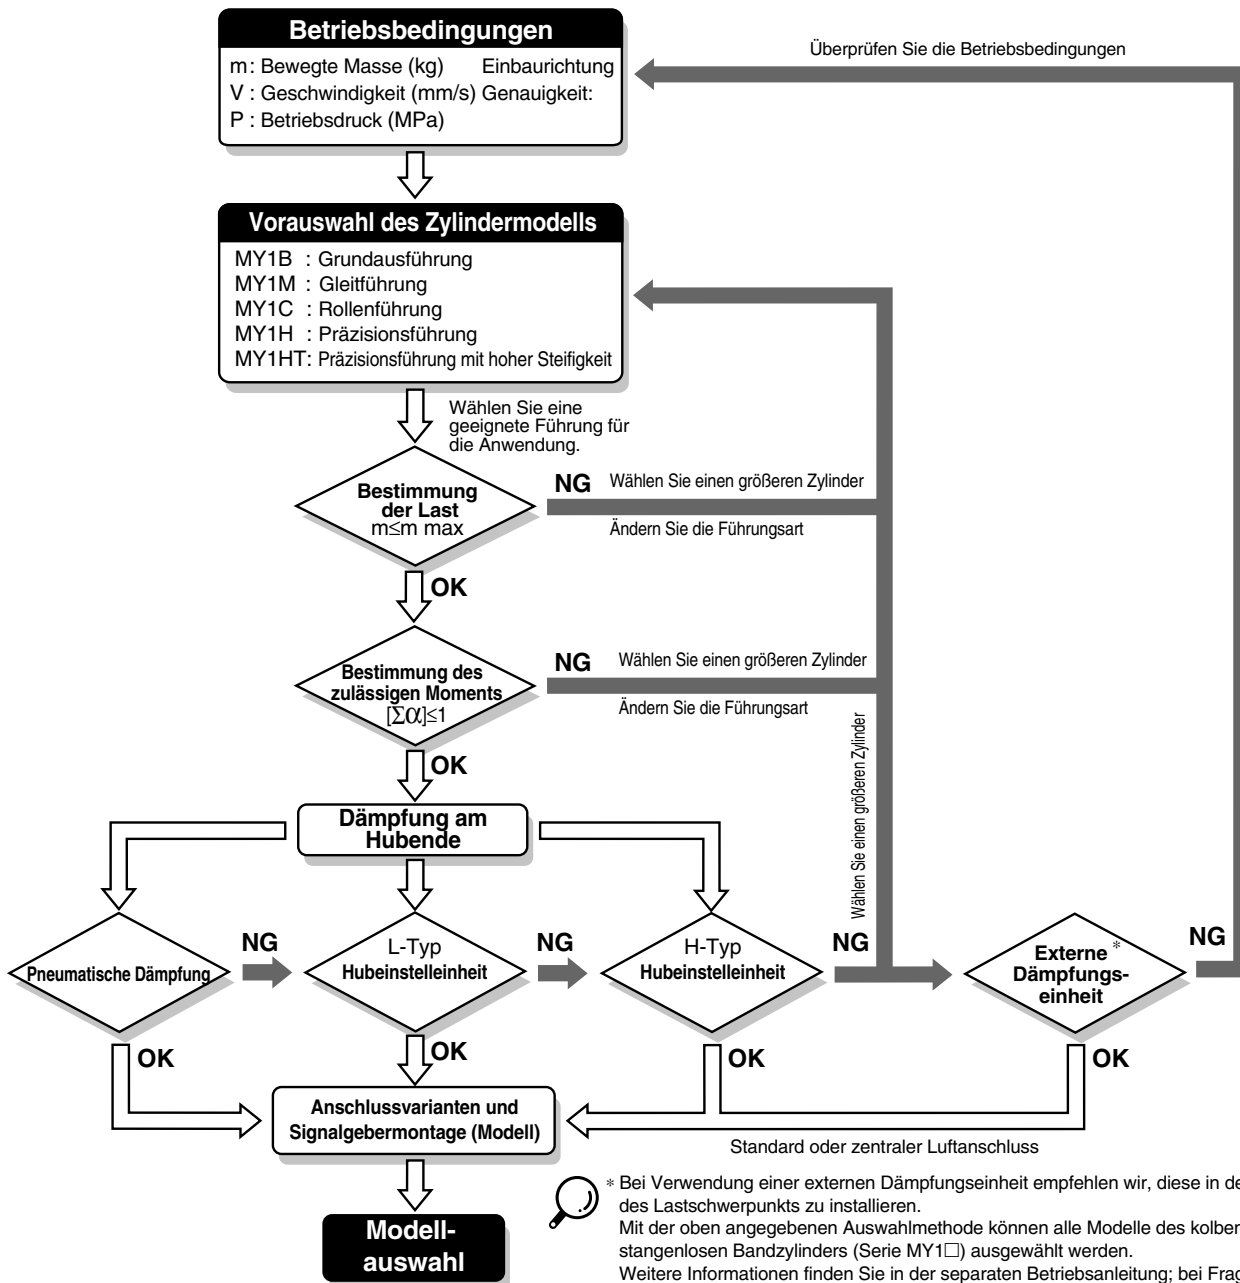 Betriebsbedingungen
m: Bewegte Masse (kg) Einbaurichtung
V : Geschwindigkeit (mm/s) Genauigkeit:
P : Betriebsdruck (MPa)
Überprüfen Sie die Betriebsbedingungen
Vorauswahl des Zylindermodells
MY1B : Grundausführung
MY1M : Gleitführung
MY1C : Rollenführung
MY1H : Präzisionsführung
MY1HT: Präzisionsführung mit hoher Steifigkeit
Wählen Sie eine
geeignete Führung für
die Anwendung.
Bestimmung
der Last
m≤m max
NG
Wählen Sie einen größeren Zylinder
Ändern Sie die Führungsart
OK
Bestimmung des
zulässigen Moments
[Σα]≤1
NG
Wählen Sie einen größeren Zylinder
Ändern Sie die Führungsart
OK
Wählen Sie einen größeren Zylinder
Dämpfung am
Hubende
Pneumatische Dämpfung
NG
L-Typ
Hubeinstelleinheit
NG
H-Typ
Hubeinstelleinheit
NG
Externe *
Dämpfungs-
einheit
NG
OK
OK
OK
OK
Anschlussvarianten und
Signalgebermontage (Modell)
Standard oder zentraler Luftanschluss
Modell-
auswahl
* Bei Verwendung einer externen Dämpfungseinheit empfehlen wir, diese in de
des Lastschwerpunkts zu installieren.
Mit der oben angegebenen Auswahlmethode können alle Modelle des kolben
stangenlosen Bandzylinders (Serie MY1□) ausgewählt werden.
Weitere Informationen finden Sie in der separaten Betriebsanleitung; bei Frag